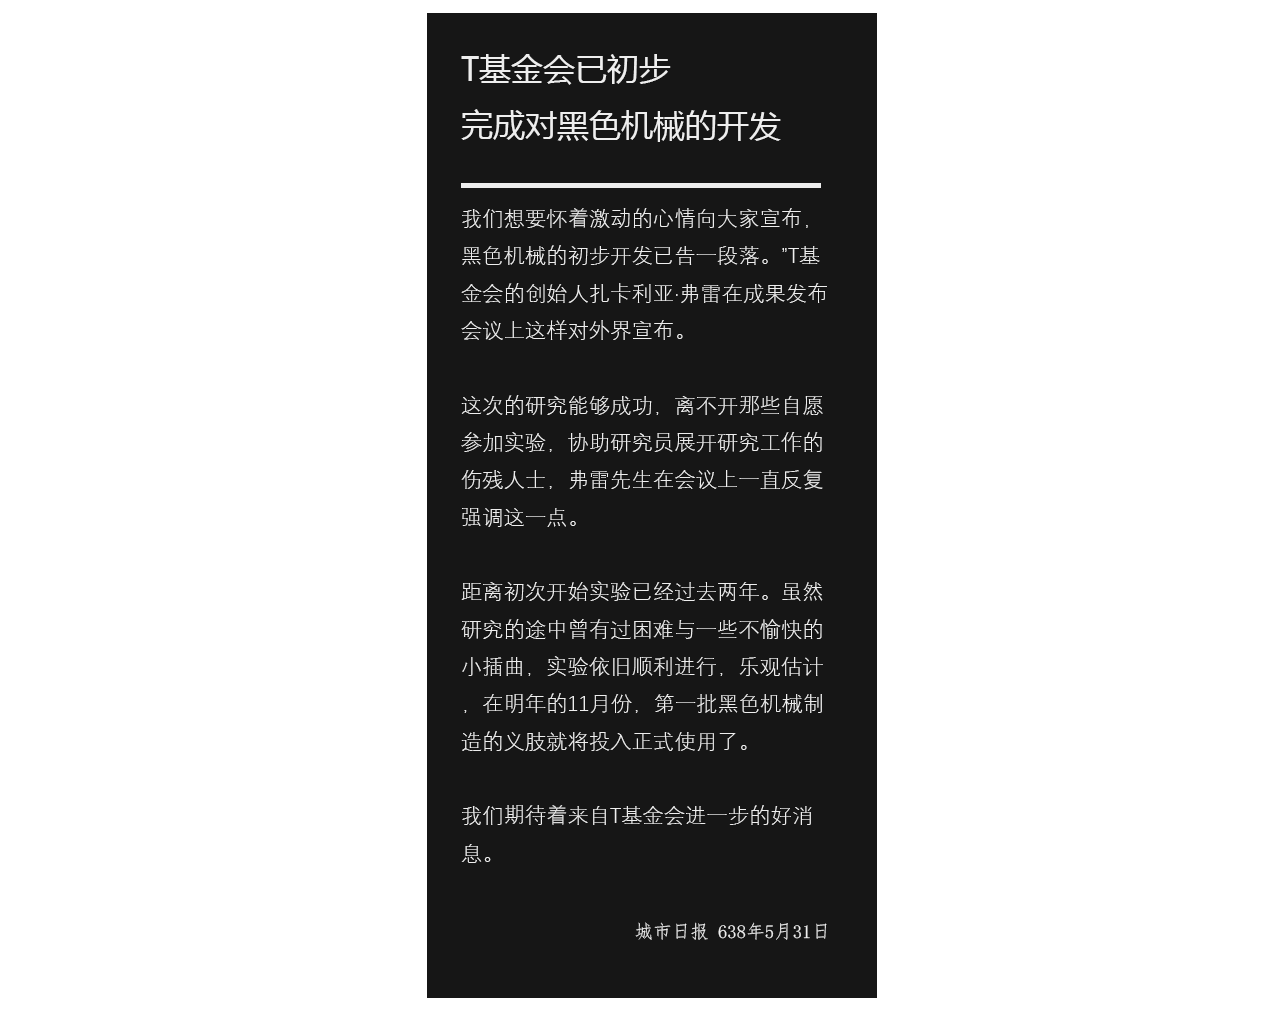 T基金会已初步
完成对黑色机械的开发
我们想要怀着激动的心情向大家宣布，
黑色机械的初步开发已告一段落。”T基
金会的创始人扎卡利亚·弗雷在成果发布
会议上这样对外界宣布。
这次的研究能够成功，离不开那些自愿
参加实验，协助研究员展开研究工作的
伤残人士，弗雷先生在会议上一直反复
强调这一点。
距离初次开始实验已经过去两年。虽然
研究的途中曾有过困难与一些不愉快的
小插曲，实验依旧顺利进行，乐观估计
，在明年的11月份，第一批黑色机械制
造的义肢就将投入正式使用了。
我们期待着来自T基金会进一步的好消
息。
城市日报 638年5月31日